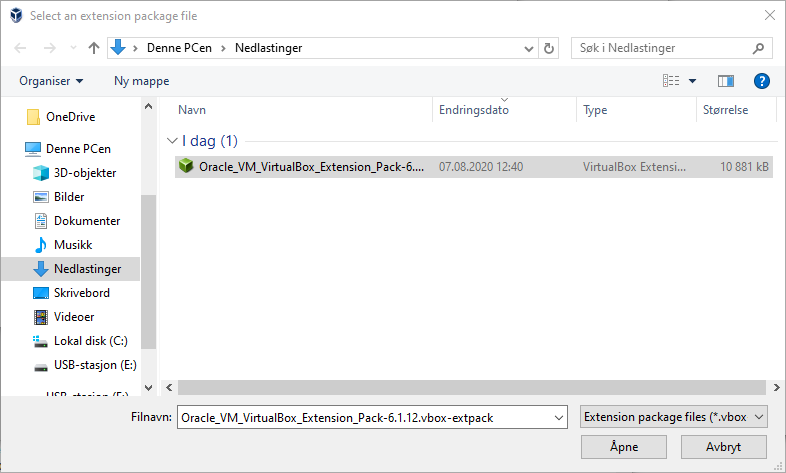 Select an extension package file
Denne PCen > Nedlastinger
Søk i Nedlastinger
Organiser
Ny mappe
Navn
Endringsdato
Type
Størrelse
OneDrive
Denne PCen
3D-objekter
Bilder
Dokumenter
Musikk
Nedlastinger
Skrivebord
Videoer
Lokal disk (C:)
USB-stasjon (E:)
USB-stasjon (E:)
I dag (1)
Oracle_VM_VirtualBox_Extension_Pack-6.... 07.08.2020 12:40 VirtualBox Extensi... 10 881 kB
Filnavn: Oracle_VM_VirtualBox_Extension_Pack-6.1.12.vbox-extpack
Extension package files (*.vbox
Åpne
Avbryt